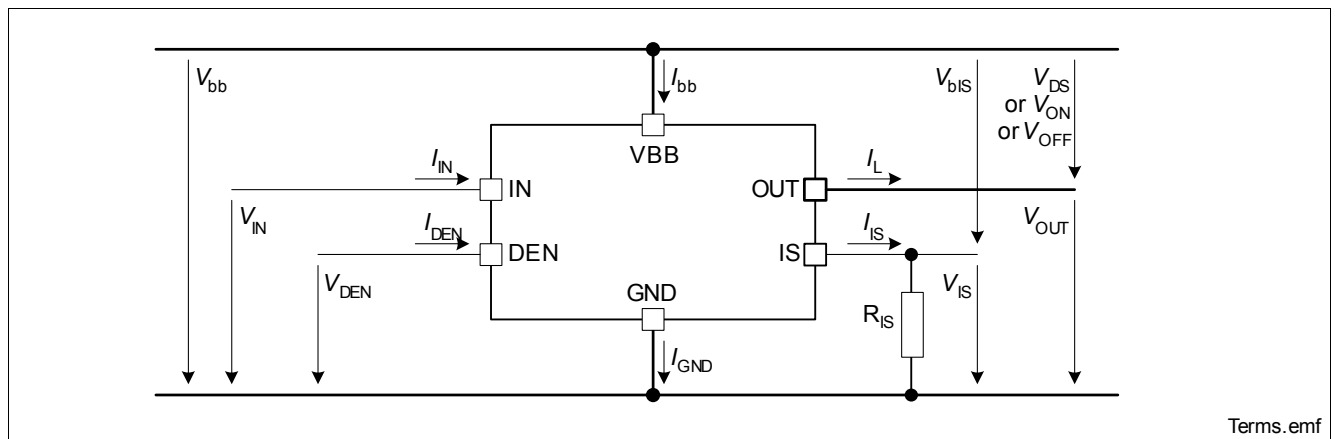 V_bb
I_bb
V_bIS
V_DS
or V_ON
or V_OFF
VBB
I_IN
IN
OUT
I_L
V_IN
I_DEN
DEN
IS
I_IS
V_OUT
V_DEN
GND
V_IS
R_IS
I_GND
Terms.emf